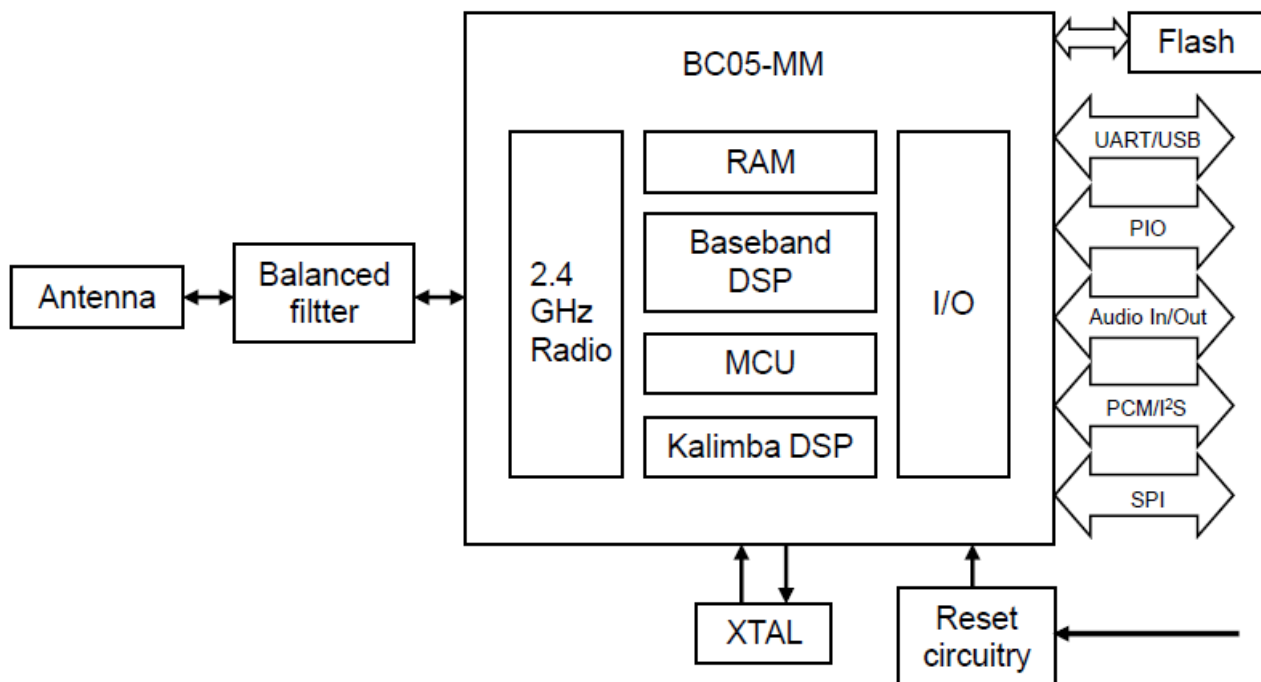 BC05-MM
Flash
UART/USB
RAM
PIO
Baseband
DSP
Balanced
filtter
Antenna
2.4
GHz
Radio
I/O
Audio In/Out
MCU
PCM/I²S
Kalimba DSP
SPI
XTAL
Reset
circuitry